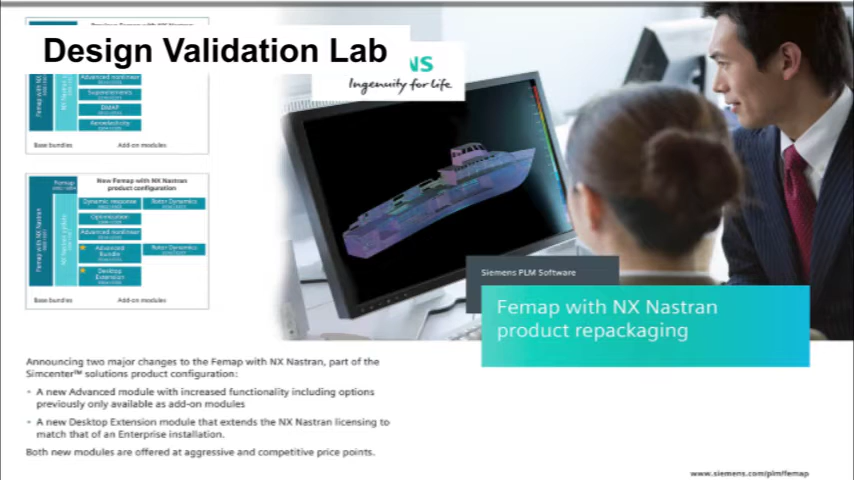 Design Validation Lab
NS
Ingenuity for life
Advanced nonlinear
Superelements
DMAP
Aeroelasticity
Femap with NX
Base bundles
Add-on modules
New Femap with NX Nastran
product configuration
Femap
Femap with NX Nastran
Dynamic response
Rotor Dynamics
Optimization
Advanced nonlinear
Advanced
Bundle
Rotor Dynamics
Desktop
Extension
Base bundles
Add-on modules
Siemens PLM Software
Femap with NX Nastran
product repackaging
Announcing two major changes to the Femap with NX Nastran, part of the
Simcenter™ solutions product configuration:
• A new Advanced module with increased functionality including options
previously only available as add-on modules
• A new Desktop Extension module that extends the NX Nastran licensing to
match that of an Enterprise installation.
Both new modules are offered at aggressive and competitive price points.
www.siemens.com/plm/femap